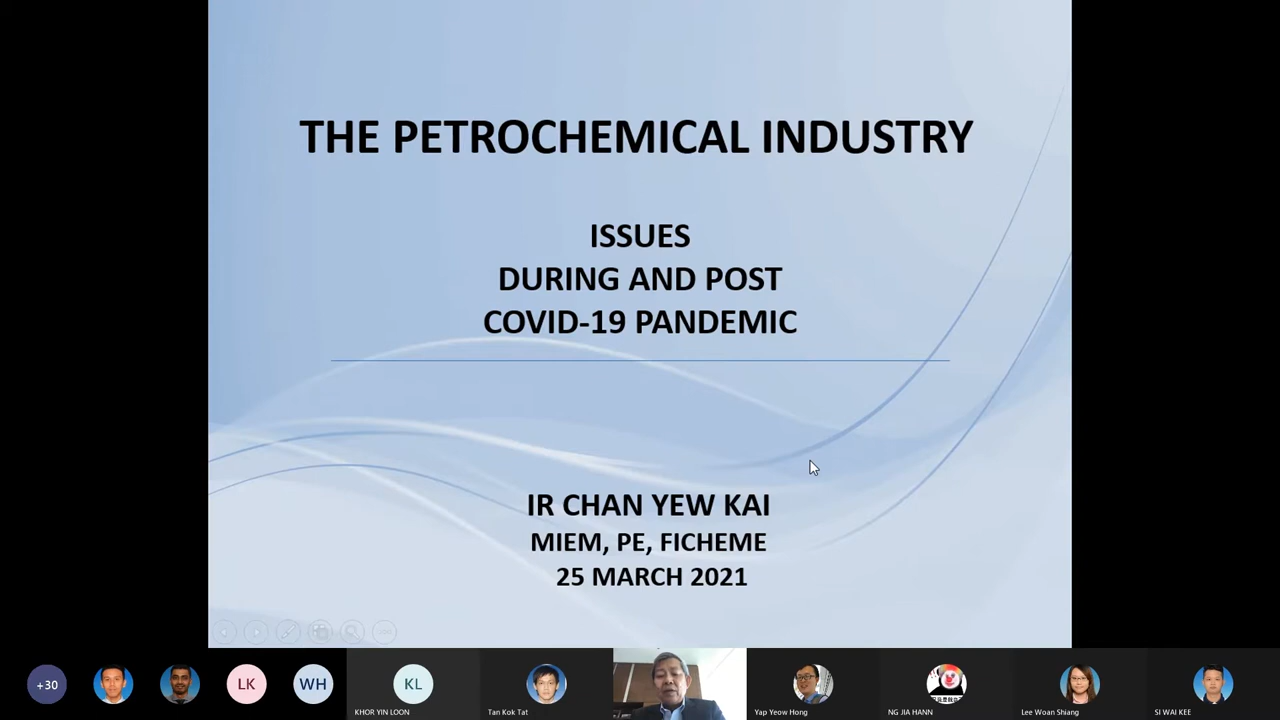 THE PETROCHEMICAL INDUSTRY
ISSUES
DURING AND POST
COVID-19 PANDEMIC
IR CHAN YEW KAI
MIEM, PE, FICHEME
25 MARCH 2021
+30
LK
WH
KL
KHOR YIN LOON
Tan Kok Tat
Yap Yeow Hong
NG JIA HANN
Lee Woan Shiang
SI WAI KEE